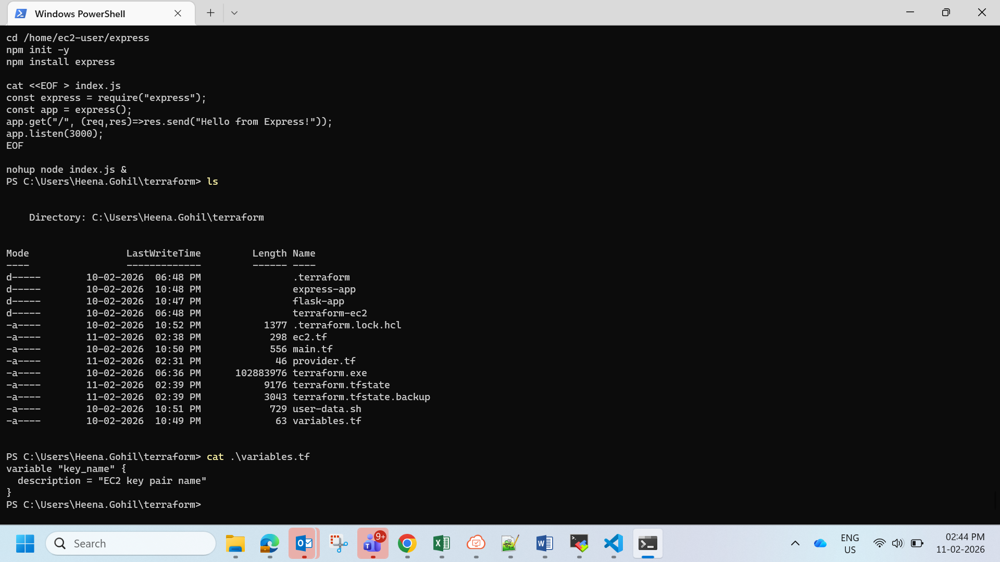 Windows PowerShell
cd /home/ec2-user/express
npm init -y
npm install express
cat <<EOF > index.js
const express = require("express");
const app = express();
app.get("/", (req,res)=>res.send("Hello from Express!"));
app.listen(3000);
EOF
nohup node index.js &
PS C:\Users\Heena.Gohil\terraform> ls
Directory: C:\Users\Heena.Gohil\terraform
Mode                 LastWriteTime         Length Name
----                 -------------         ------ ----
d-----        10-02-2026  06:48 PM                .terraform
d-----        10-02-2026  10:48 PM                express-app
d-----        10-02-2026  10:47 PM                flask-app
d-----        10-02-2026  06:48 PM                terraform-ec2
-a----        10-02-2026  10:52 PM           1377 .terraform.lock.hcl
-a----        11-02-2026  02:38 PM            298 ec2.tf
-a----        10-02-2026  10:50 PM            556 main.tf
-a----        11-02-2026  02:31 PM             46 provider.tf
-a----        10-02-2026  06:36 PM      102883976 terraform.exe
-a----        11-02-2026  02:39 PM           9176 terraform.tfstate
-a----        11-02-2026  02:39 PM           3043 terraform.tfstate.backup
-a----        10-02-2026  10:51 PM            729 user-data.sh
-a----        10-02-2026  10:49 PM             63 variables.tf
PS C:\Users\Heena.Gohil\terraform> cat .\variables.tf
variable "key_name" {
  description = "EC2 key pair name"
}
PS C:\Users\Heena.Gohil\terraform>
Search
9+
ENG
US
02:44 PM
11-02-2026